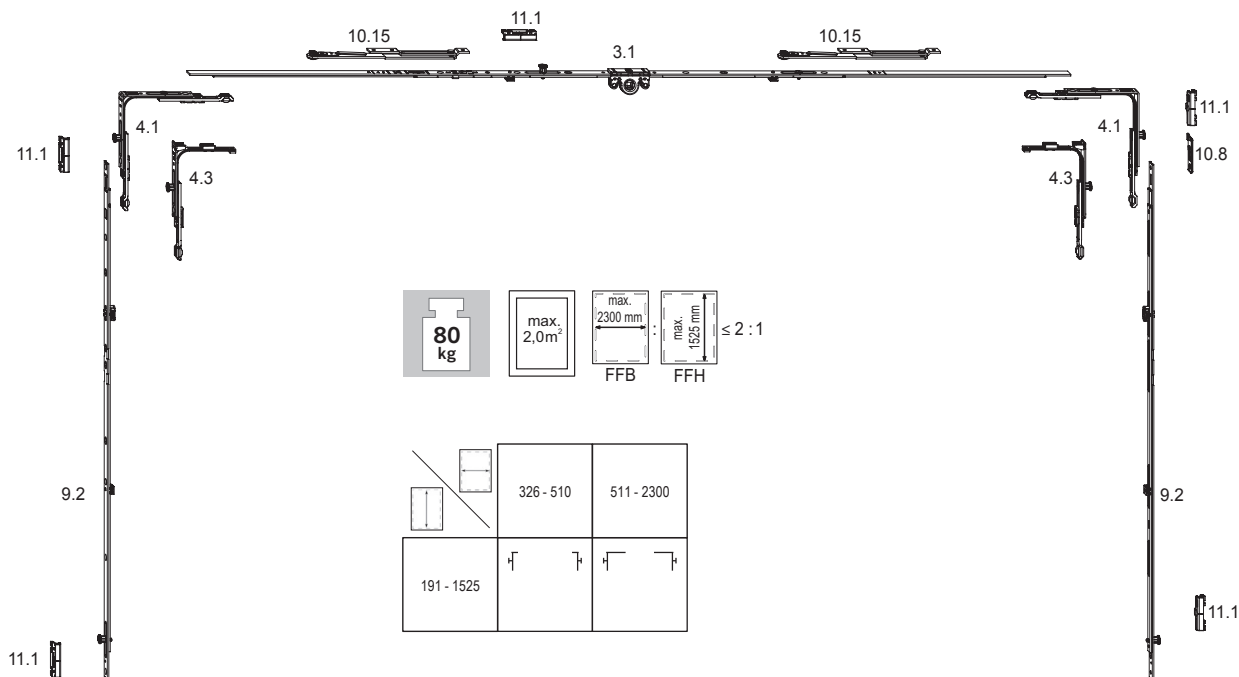 11.1
10.15
10.15
3.1
4.1
4.1
11.1
11.1
10.8
4.3
4.3
80
kg
max.
2,0m²
max.
2300 mm
:
max.
1525 mm
≤ 2 : 1
FFB
FFH
326 - 510
511 - 2300
9.2
9.2
191 - 1525
11.1
11.1